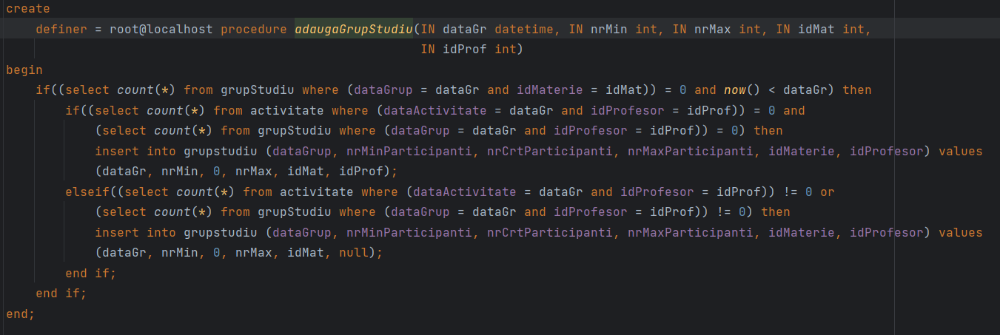 create
definer = root@localhost procedure adaugaGrupStudiu(IN dataGr datetime, IN nrMin int, IN nrMax int, IN idMat int,
IN idProf int)
begin
if((select count(*) from grupStudiu where (dataGrup = dataGr and idMaterie = idMat)) = 0 and now() < dataGr) then
if((select count(*) from activitate where (dataActivitate = dataGr and idProfesor = idProf)) = 0 and
(select count(*) from grupStudiu where (dataGrup = dataGr and idProfesor = idProf)) = 0) then
insert into grupstudiu (dataGrup, nrMinParticipanti, nrCrtParticipanti, nrMaxParticipanti, idMaterie, idProfesor) values
(dataGr, nrMin, 0, nrMax, idMat, idProf);
elseif((select count(*) from activitate where (dataActivitate = dataGr and idProfesor = idProf)) != 0 or
(select count(*) from grupStudiu where (dataGrup = dataGr and idProfesor = idProf)) != 0) then
insert into grupstudiu (dataGrup, nrMinParticipanti, nrCrtParticipanti, nrMaxParticipanti, idMaterie, idProfesor) values
(dataGr, nrMin, 0, nrMax, idMat, null);
end if;
end if;
end;